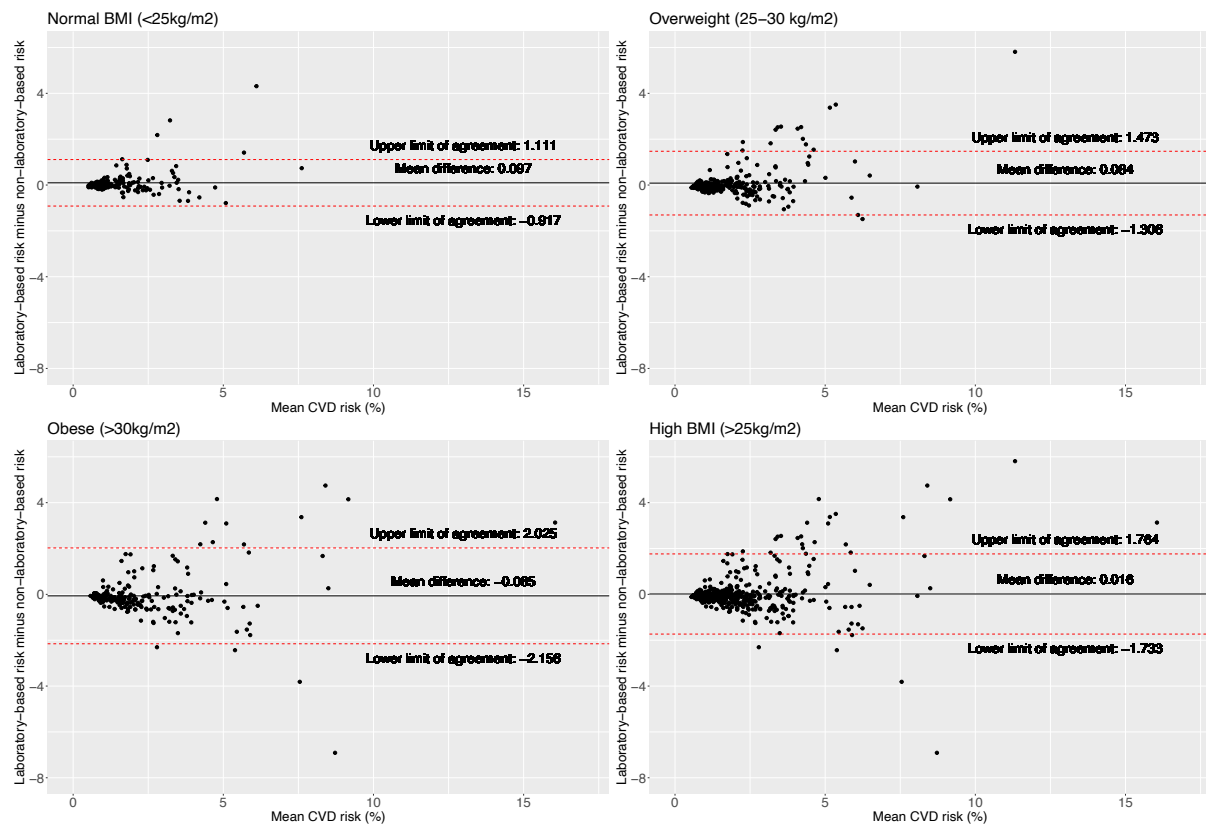 Normal BMI (<25kg/m2)
Laboratory−based risk minus non−laboratory−based risk
4
0
−4
−8
Upper limit of agreement: 1.111
Mean difference: 0.097
Lower limit of agreement: −0.917
0
5
10
15
Mean CVD risk (%)
Overweight (25−30 kg/m2)
Laboratory−based risk minus non−laboratory−based risk
4
0
−4
−8
Upper limit of agreement: 1.473
Mean difference: 0.084
Lower limit of agreement: −1.306
0
5
10
15
Mean CVD risk (%)
Obese (>30kg/m2)
Laboratory−based risk minus non−laboratory−based risk
4
0
−4
−8
Upper limit of agreement: 2.025
Mean difference: −0.065
Lower limit of agreement: −2.156
0
5
10
15
Mean CVD risk (%)
High BMI (>25kg/m2)
Laboratory−based risk minus non−laboratory−based risk
4
0
−4
−8
Upper limit of agreement: 1.764
Mean difference: 0.016
Lower limit of agreement: −1.733
0
5
10
15
Mean CVD risk (%)